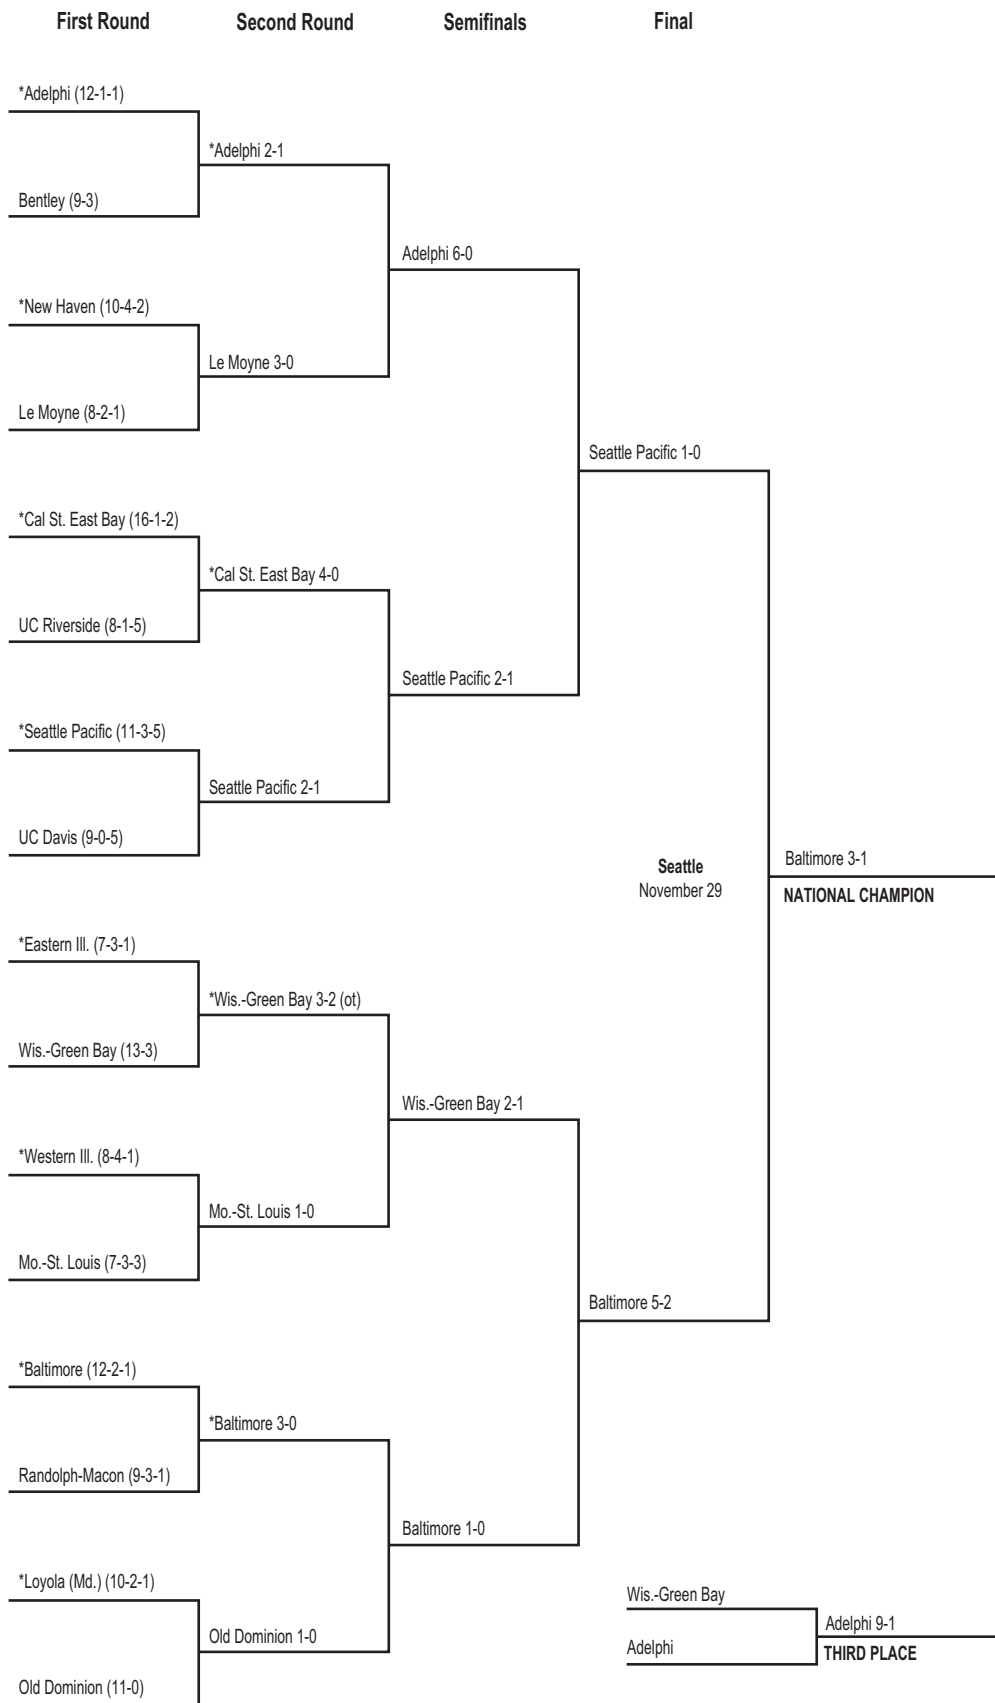 First Round Second Round Semifinals Final
*Adelphi (12-1-1)
*Adelphi 2-1
Bentley (9-3)
Adelphi 6-0
*New Haven (10-4-2)
Le Moyne 3-0
Le Moyne (8-2-1)
Seattle Pacific 1-0
*Cal St. East Bay (16-1-2)
*Cal St. East Bay 4-0
UC Riverside (8-1-5)
Seattle Pacific 2-1
*Seattle Pacific (11-3-5)
Seattle Pacific 2-1
UC Davis (9-0-5)
Seattle
November 29
Baltimore 3-1
NATIONAL CHAMPION
*Eastern Ill. (7-3-1)
*Wis.-Green Bay 3-2 (ot)
Wis.-Green Bay (13-3)
Wis.-Green Bay 2-1
*Western Ill. (8-4-1)
Mo.-St. Louis 1-0
Mo.-St. Louis (7-3-3)
Baltimore 5-2
*Baltimore (12-2-1)
*Baltimore 3-0
Randolph-Macon (9-3-1)
Baltimore 1-0
*Loyola (Md.) (10-2-1)
Old Dominion 1-0
Old Dominion (11-0)
Wis.-Green Bay
Adelphi 9-1
Adelphi
THIRD PLACE